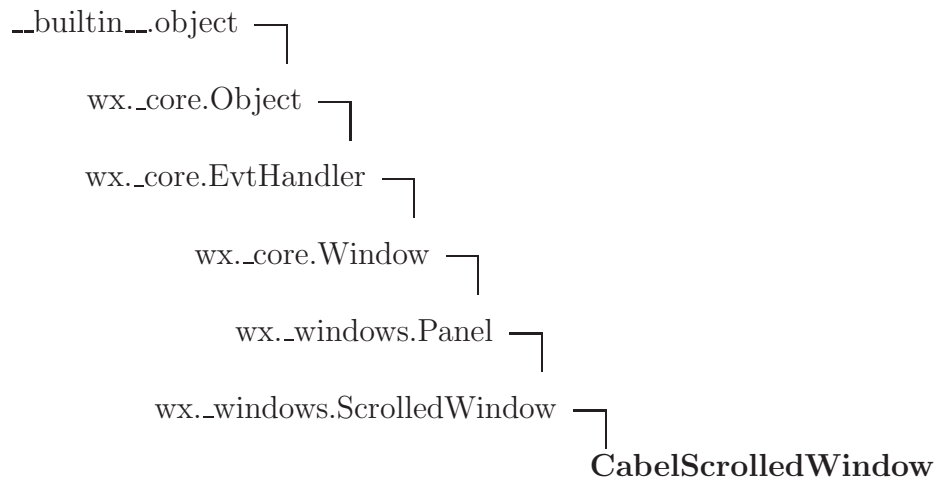 __builtin__.object
wx._core.Object
wx._core.EvtHandler
wx._core.Window
wx._windows.Panel
wx._windows.ScrolledWindow
CabelScrolledWindow